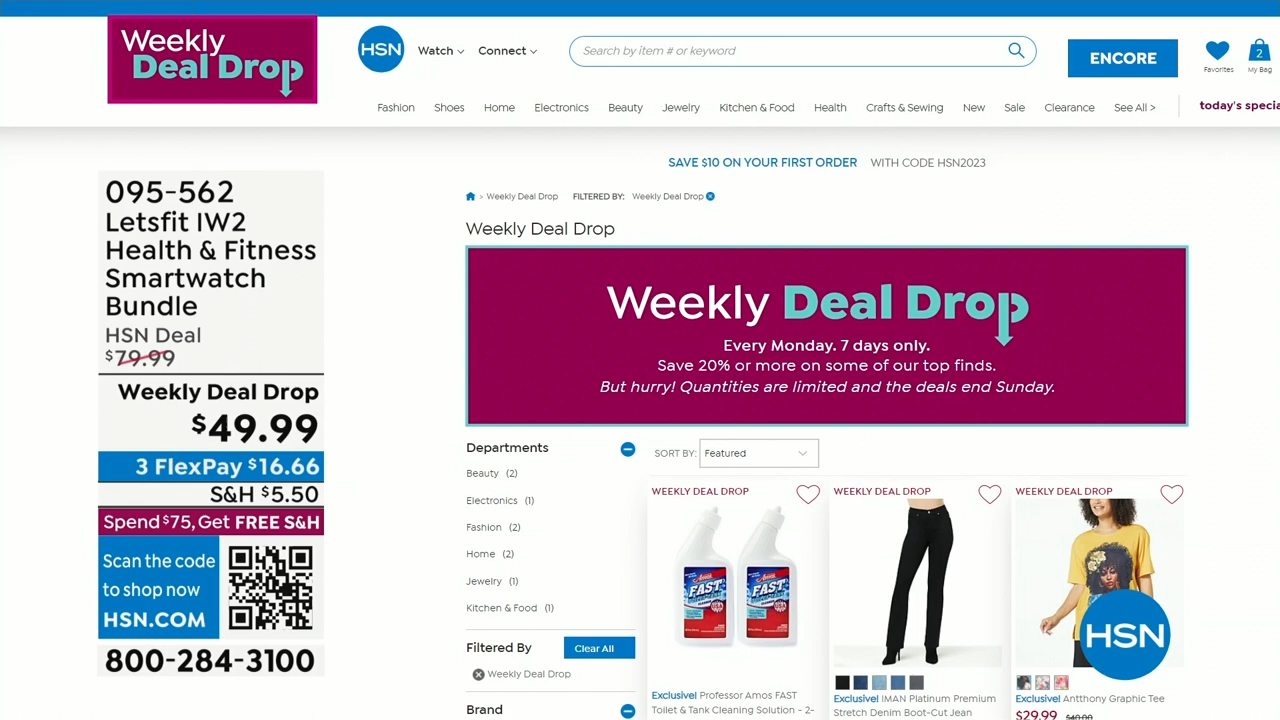 Weekly
Deal Drop
HSN
Watch
Connect
Search by item # or keyword
ENCORE
Favorites
2
My Bag
Fashion
Shoes
Home
Electronics
Beauty
Jewelry
Kitchen & Food
Health
Crafts & Sewing
New
Sale
Clearance
See All >
today's specia
SAVE $10 ON YOUR FIRST ORDER WITH CODE HSN2023
095-562
Letsfit IW2
Health & Fitness
Smartwatch
Bundle
HSN Deal
$79.99
Weekly Deal Drop
$49.99
3 FlexPay $16.66
S&H $5.50
Spend $75, Get FREE S&H
Scan the code
to shop now
HSN.COM
800-284-3100
> Weekly Deal Drop FILTERED BY: Weekly Deal Drop
Weekly Deal Drop
Weekly Deal Drop
Every Monday. 7 days only.
Save 20% or more on some of our top finds.
But hurry! Quantities are limited and the deals end Sunday.
Departments
Beauty (2)
Electronics (1)
Fashion (2)
Home (2)
Jewelry (1)
Kitchen & Food (1)
Filtered By
Clear All
Weekly Deal Drop
Brand
SORT BY: Featured
WEEKLY DEAL DROP
FAST
FAST
Exclusive! Professor Amos FAST
Toilet & Tank Cleaning Solution - 2-
WEEKLY DEAL DROP
Exclusive! IMAN Platinum Premium
Stretch Denim Boot-Cut Jean
WEEKLY DEAL DROP
HSN
Exclusive! Antthony Graphic Tee
$29.99 $40.00